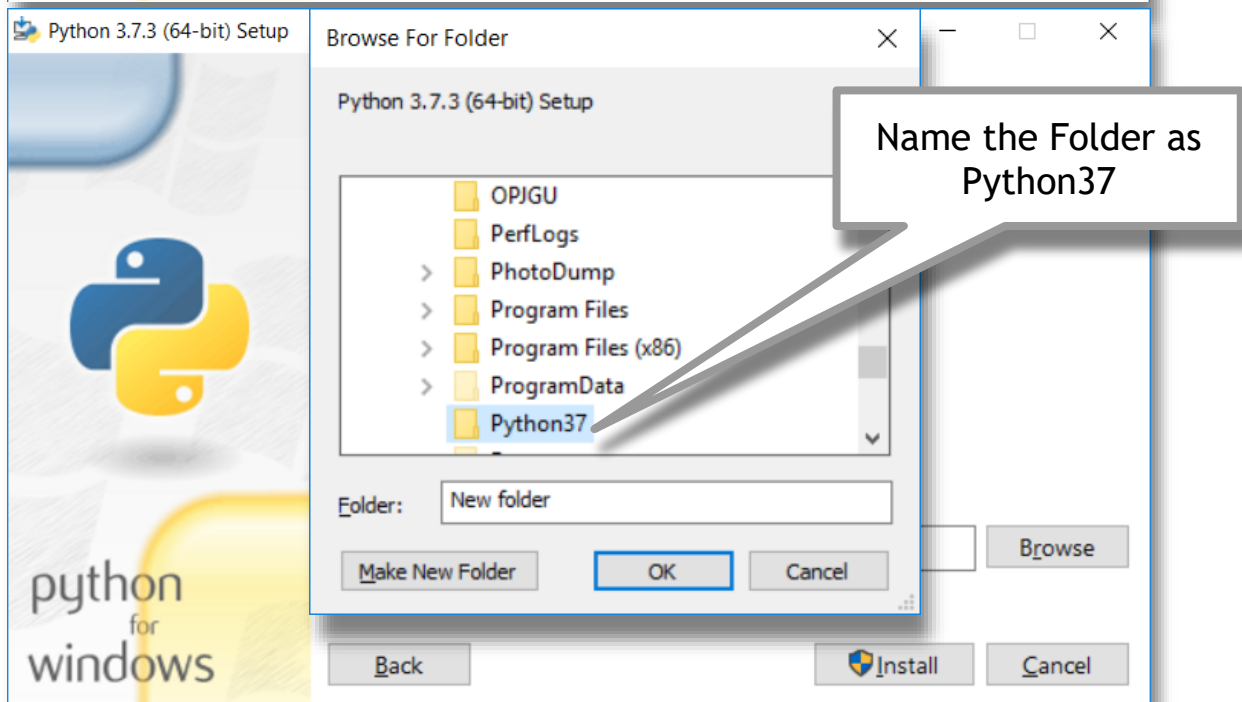 Python 3.7.3 (64-bit) Setup
Browse For Folder
Python 3.7.3 (64-bit) Setup
Name the Folder as
Python37
OPJGU
PerfLogs
PhotoDump
Program Files
Program Files (x86)
ProgramData
Python37
Folder:
New folder
Browse
Make New Folder
OK
Cancel
python
for
windows
Back
Install
Cancel